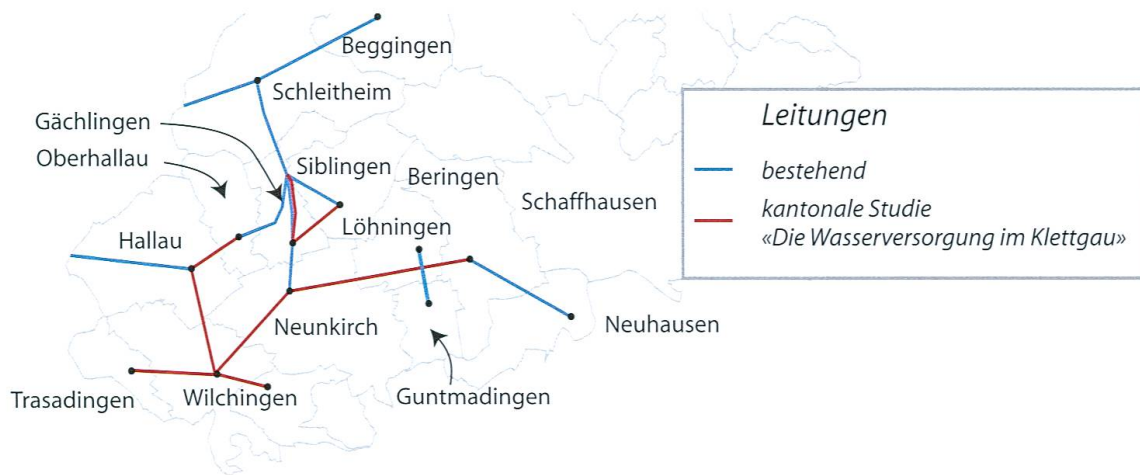 Beggingen
Schleitheim
Gächlingen
Oberhallau
Siblingen
Beringen
Schaffhausen
Löhningen
Hallau
Neunkirch
Neuhausen
Trasadingen
Wilchingen
Guntmadingen
Leitungen
bestehend
kantonale Studie
«Die Wasserversorgung im Klettgau»